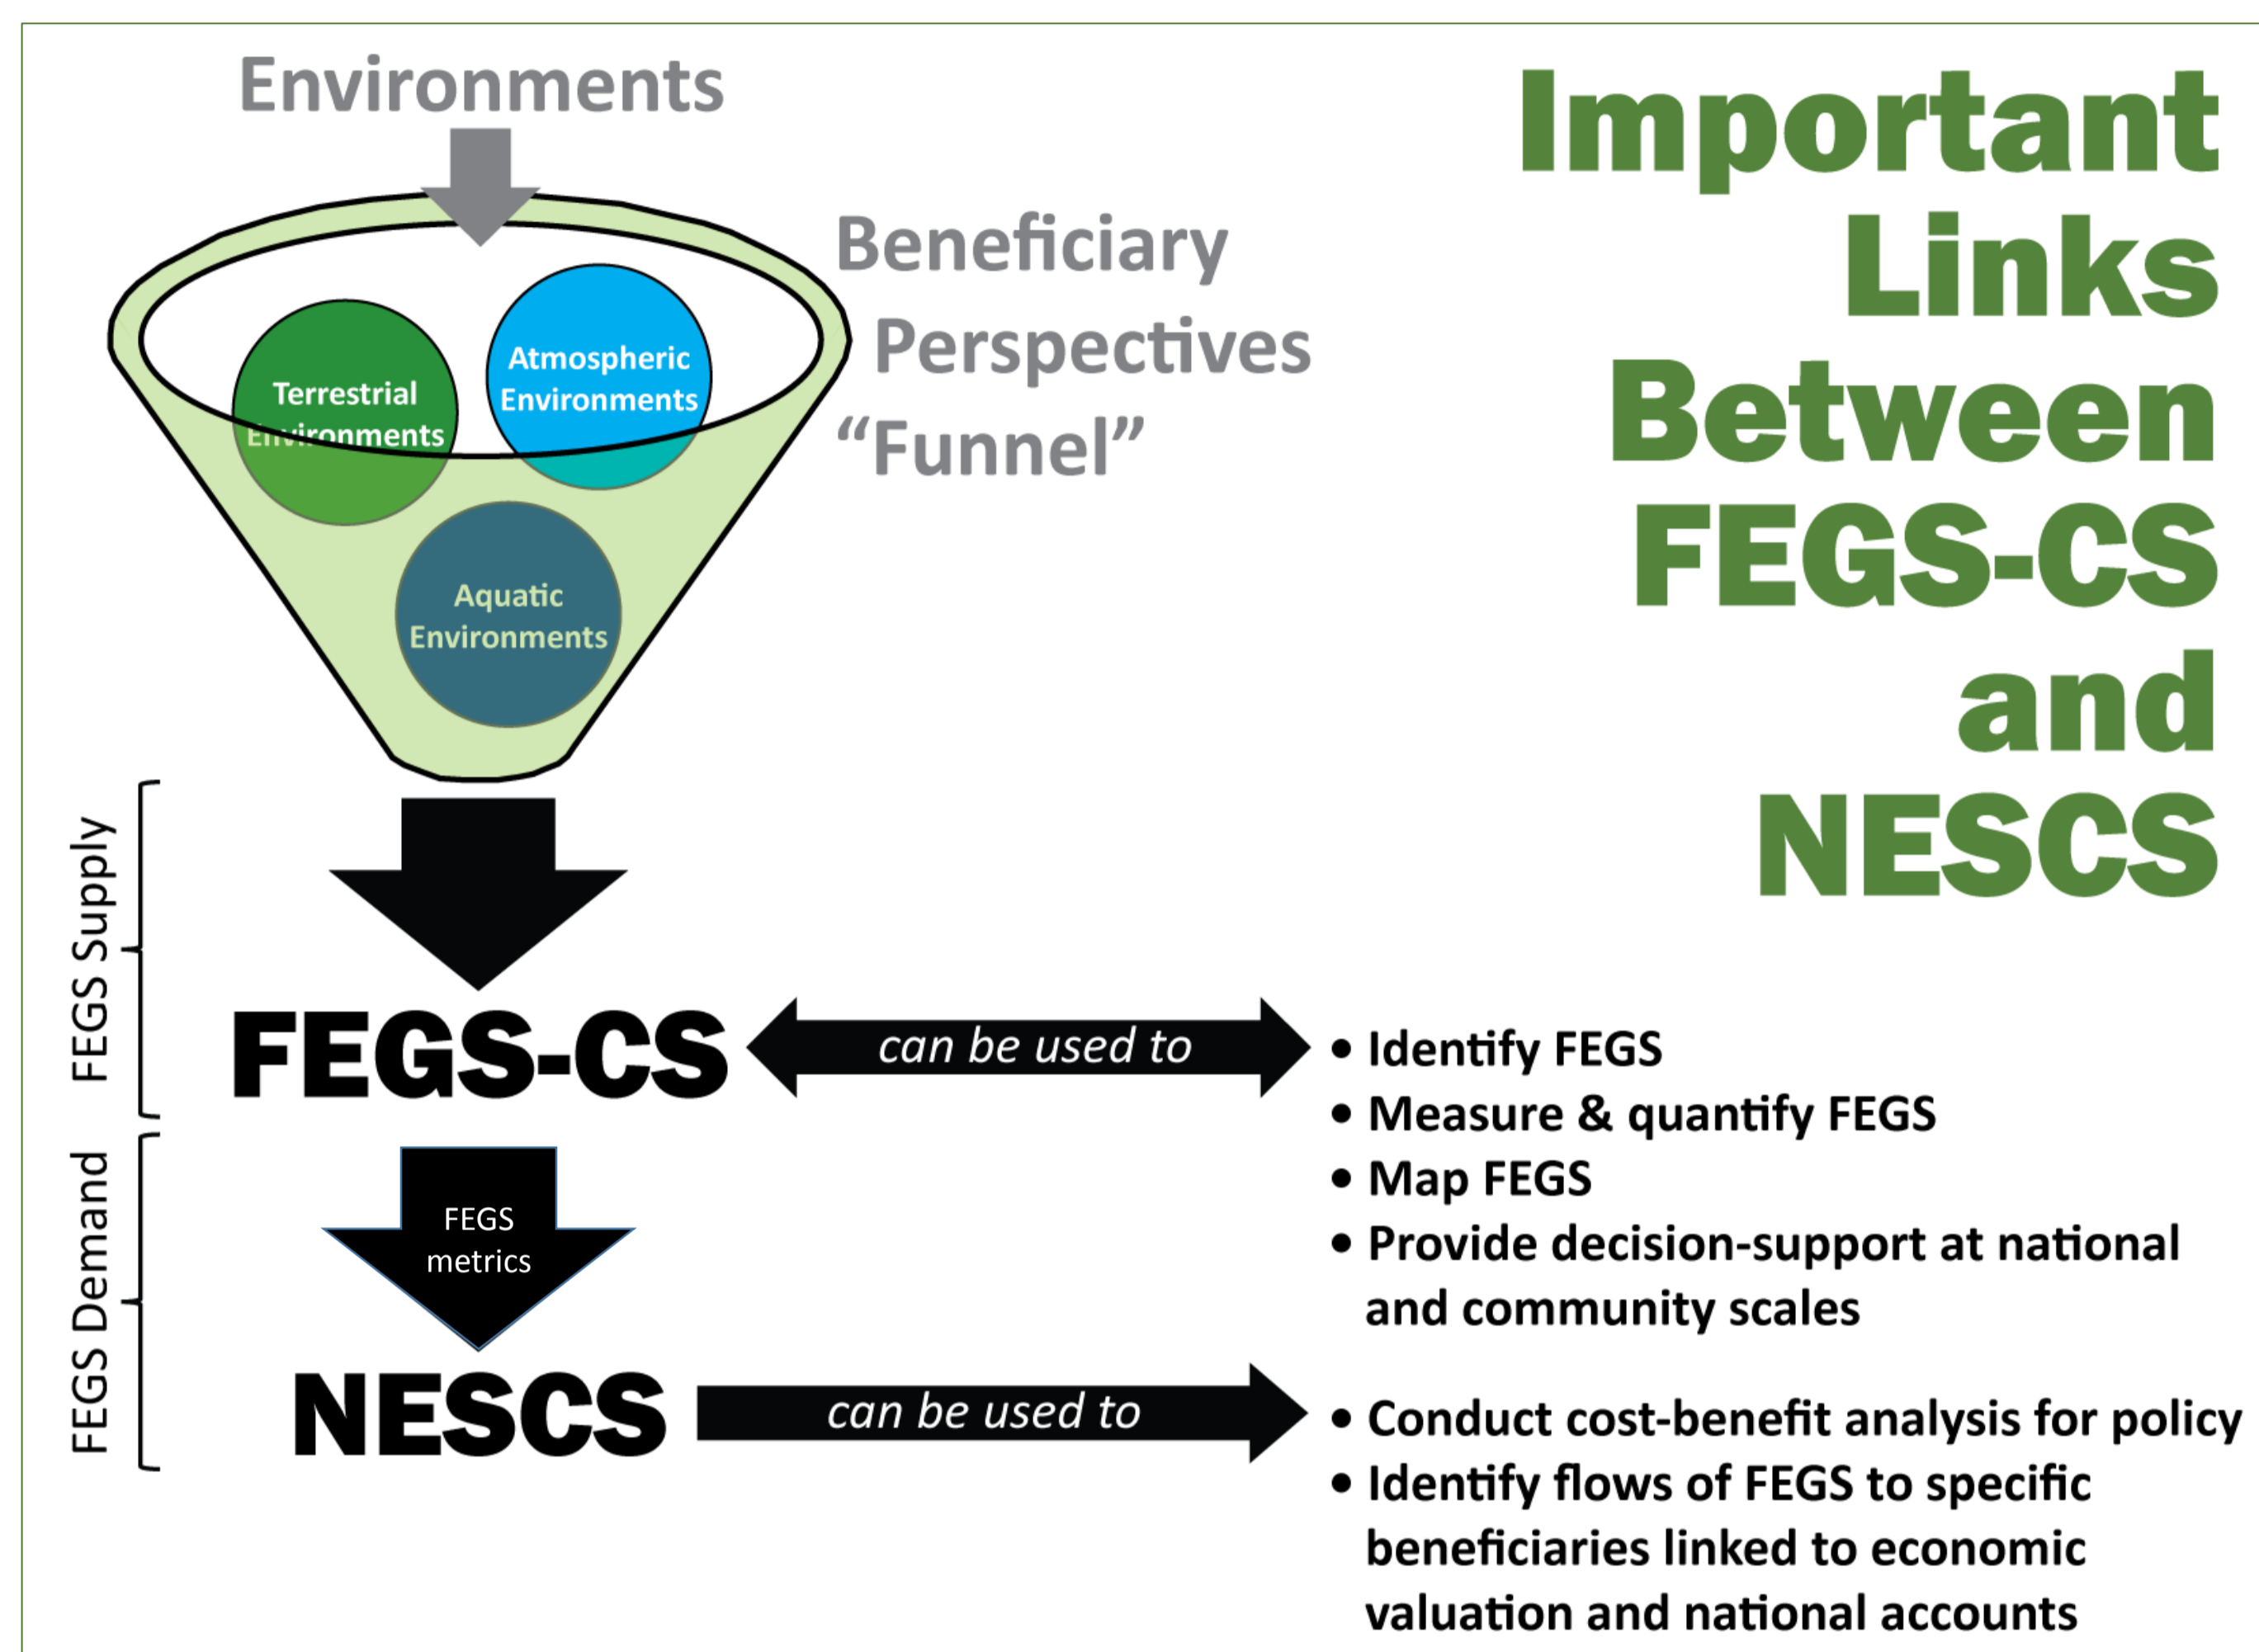 Important
Links
Between
FEGS-CS
and
NESCS
Environments
Beneficiary
Perspectives
“Funnel”
Terrestrial
Environments
Atmospheric
Environments
Aquatic
Environments
FEGS Supply
FEGS-CS
can be used to
• Identify FEGS
• Measure & quantify FEGS
• Map FEGS
• Provide decision-support at national
and community scales
FEGS Demand
FEGS
metrics
NESCS
can be used to
• Conduct cost-benefit analysis for policy
• Identify flows of FEGS to specific
beneficiaries linked to economic
valuation and national accounts